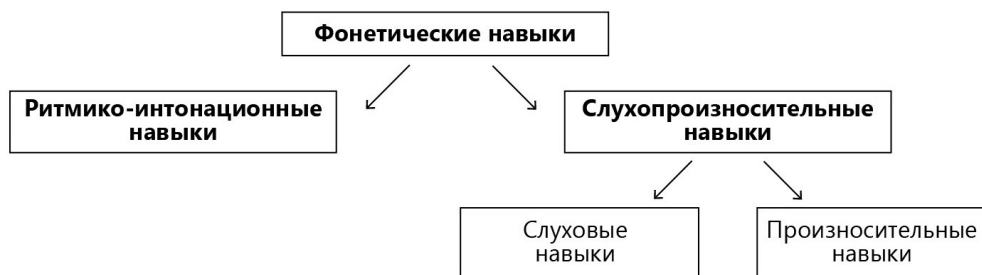 Фонетические навыки
Ритмико-интонационные
навыки
Слухопроизносительные
навыки
Слуховые
навыки
Произносительные
навыки